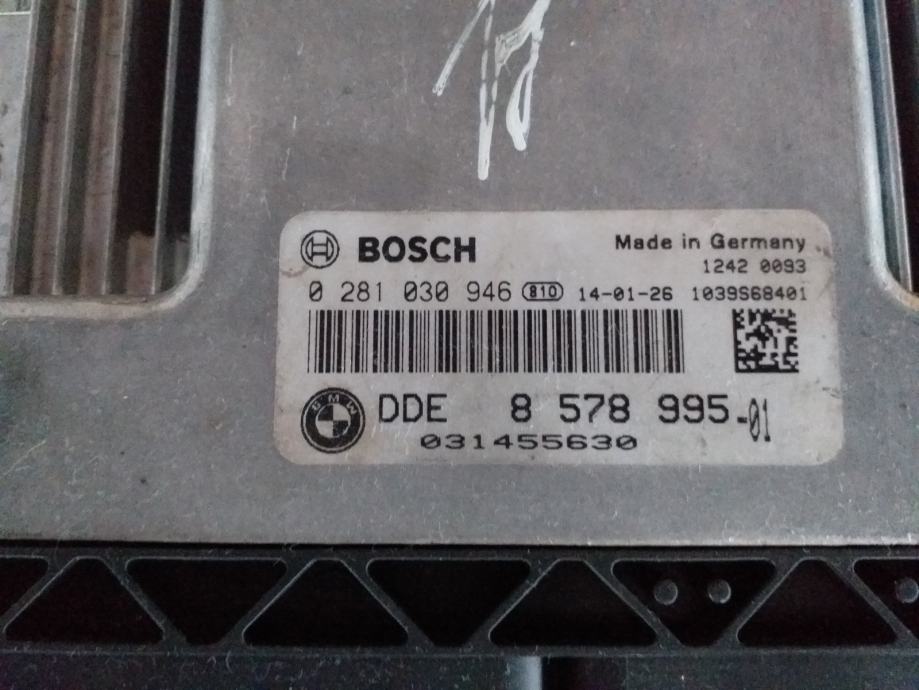 BOSCH
Made in Germany
1242 0093
0 281 030 946 810 14-01-26 1039S68401
BMW DDE 8 578 995-01
031455630